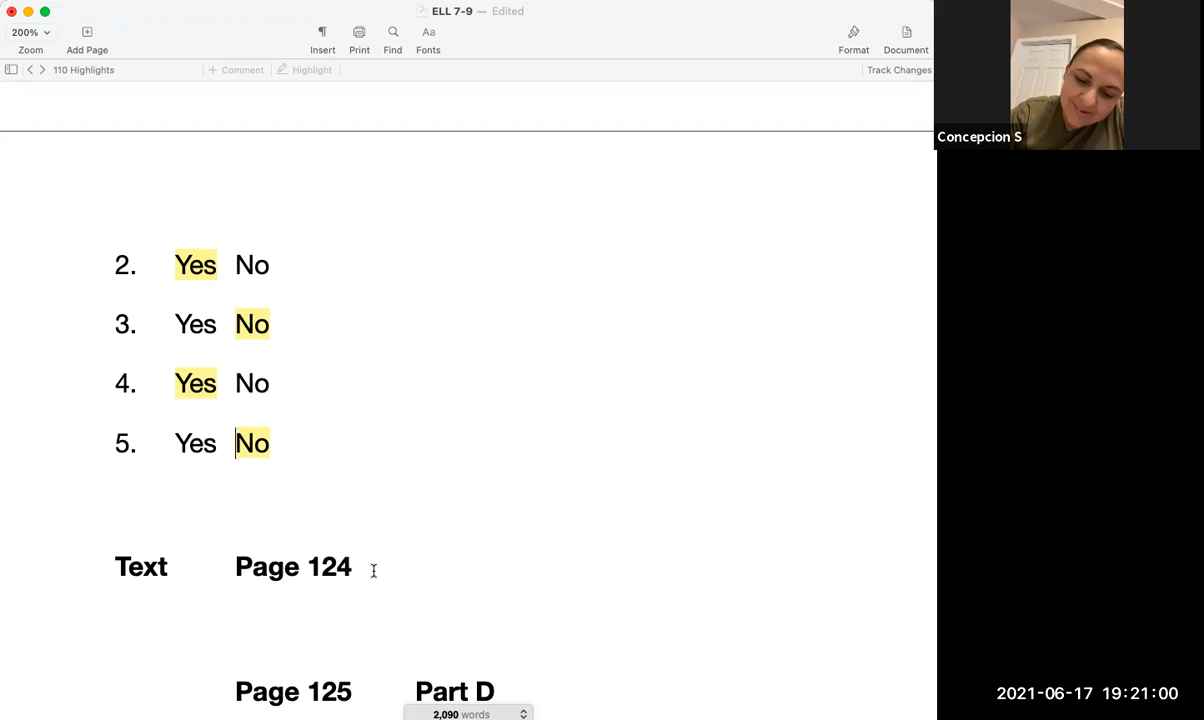 ELL 7-9 — Edited
200%
Zoom
Add Page
Insert
Print
Find
Fonts
Format
Document
110 Highlights
+ Comment
Highlight
Track Changes
Concepcion S
2. Yes No
3. Yes No
4. Yes No
5. Yes No
Text Page 124
Page 125 Part D
2,090 words
2021-06-17 19:21:00